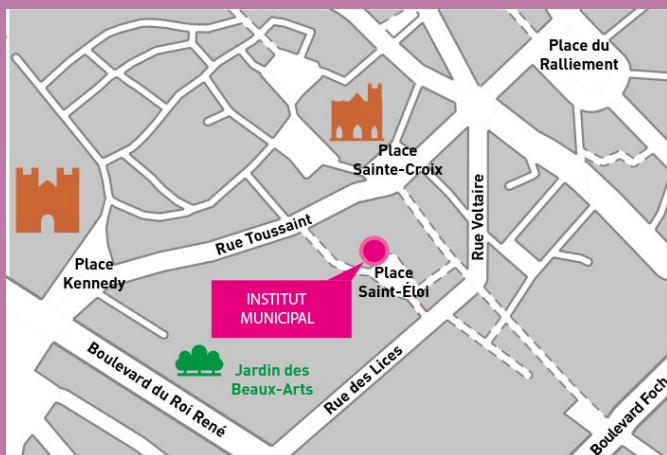 Place du
Ralliement
Place
Sainte-Croix
Rue Toussaint
Rue Voltaire
Place
Kennedy
Place
Saint-Éloi
INSTITUT
MUNICIPAL
Boulevard du Roi René
Jardin des
Beaux-Arts
Rue des Lices
Boulevard Foch